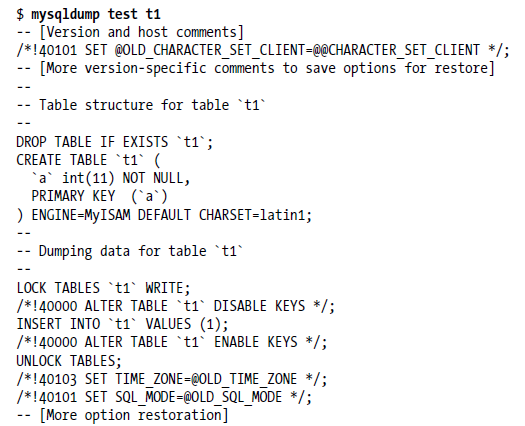 $ mysqldump test t1
-- [Version and host comments]
/*!40101 SET @OLD_CHARACTER_SET_CLIENT=@@CHARACTER_SET_CLIENT */;
-- [More version-specific comments to save options for restore]
--
-- Table structure for table `t1`
--
DROP TABLE IF EXISTS `t1`;
CREATE TABLE `t1` (
  `a` int(11) NOT NULL,
  PRIMARY KEY  (`a`)
) ENGINE=MyISAM DEFAULT CHARSET=latin1;
--
-- Dumping data for table `t1`
--
LOCK TABLES `t1` WRITE;
/*!40000 ALTER TABLE `t1` DISABLE KEYS */;
INSERT INTO `t1` VALUES (1);
/*!40000 ALTER TABLE `t1` ENABLE KEYS */;
UNLOCK TABLES;
/*!40103 SET TIME_ZONE=@OLD_TIME_ZONE */;
/*!40101 SET SQL_MODE=@OLD_SQL_MODE */;
-- [More option restoration]